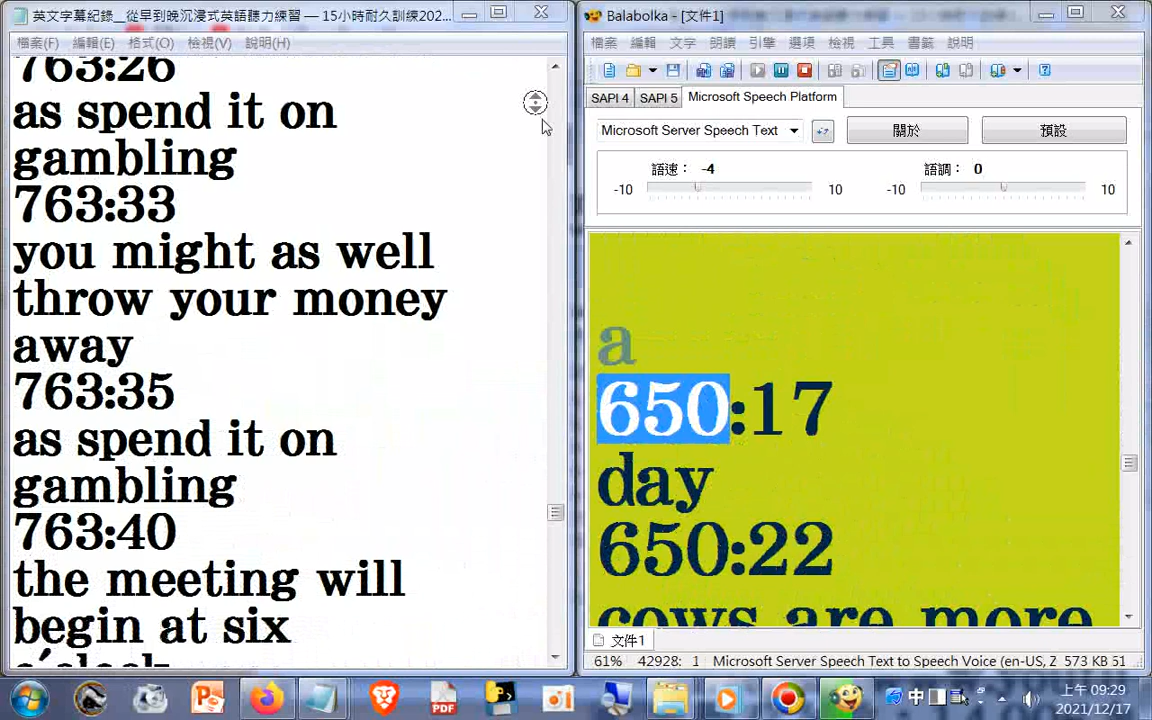 英文字幕紀錄__從早到晚沉浸式英語聽力練習 — 15小時耐久訓練202...
檔案(F) 編輯(E) 格式(O) 檢視(V) 說明(H)
763:26
as spend it on
gambling
763:33
you might as well
throw your money
away
763:35
as spend it on
gambling
763:40
the meeting will
begin at six
o'clock
Balabolka - [文件1]
檔案 編輯 文字 朗讀 引擎 選項 檢視 工具 書籤 說明
SAPI 4 SAPI 5 Microsoft Speech Platform
Microsoft Server Speech Text 關於 預設
語速： -4 語調： 0
-10 10 -10 10
a
650:17
day
650:22
cows are more
文件1
61% 42928: 1 Microsoft Server Speech Text to Speech Voice (en-US, Z 573 KB 51
PDF
中
上午 09:29
2021/12/17